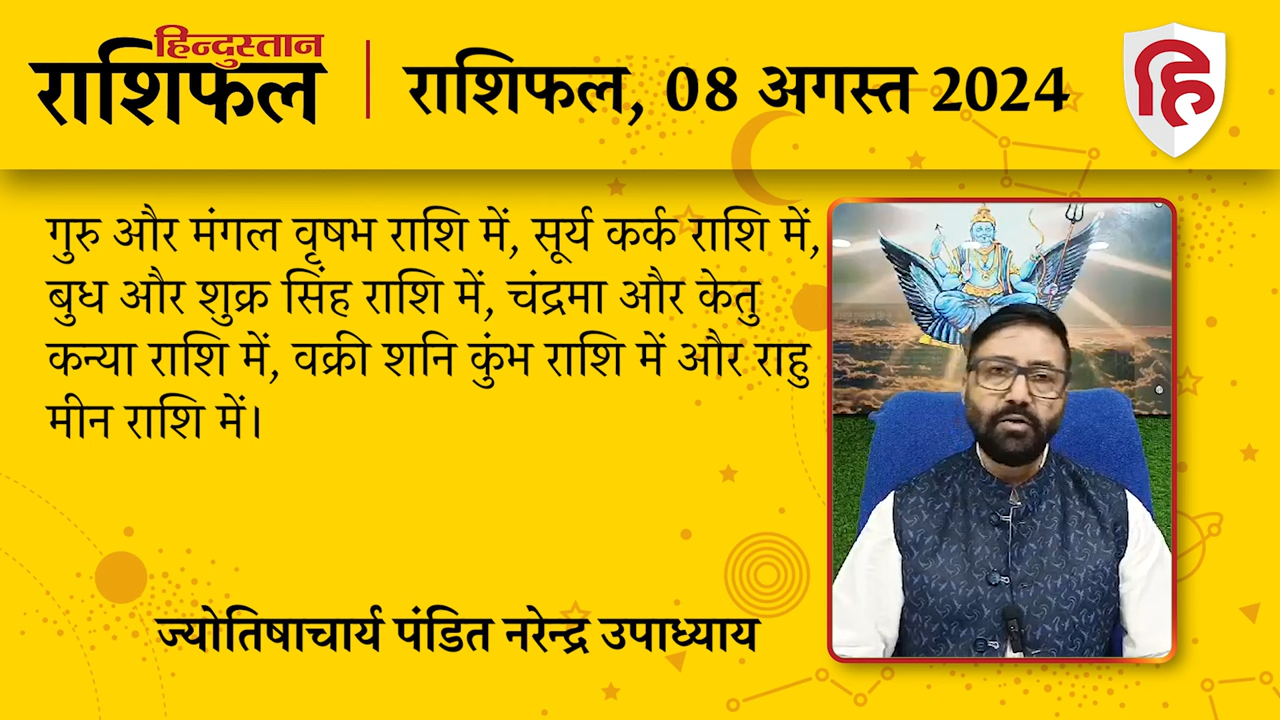 हिन्दुस्तान
राशिफल
राशिफल, 08 अगस्त 2024
हि
गुरु और मंगल वृषभ राशि में, सूर्य कर्क राशि में,
बुध और शुक्र सिंह राशि में, चंद्रमा और केतु
कन्या राशि में, वक्री शनि कुंभ राशि में और राहु
मीन राशि में।
ज्योतिषाचार्य पंडित नरेन्द्र उपाध्याय